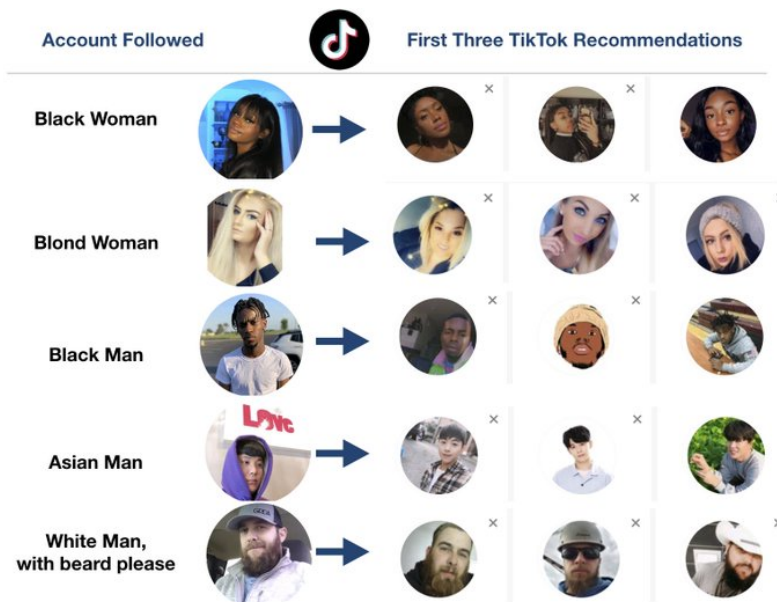 Account Followed
First Three TikTok Recommendations
Black Woman
Blond Woman
Black Man
LOVE
Asian Man
White Man,
with beard please